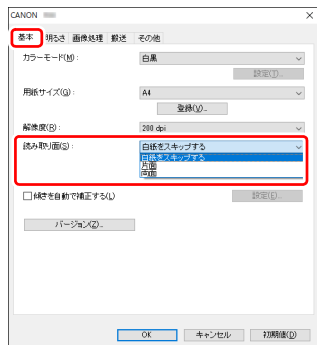 CANON
基本 明るさ 画像処理 搬送 その他
カラーモード(M): 白黒
設定(T)...
用紙サイズ(G): A4
登録(V)...
解像度(R): 200 dpi
読み取り面(S): 白紙をスキップする
白紙をスキップする
片面
両面
傾きを自動で補正する(L) 設定(E)...
バージョン(Z)...
OK キャンセル 初期値(D)